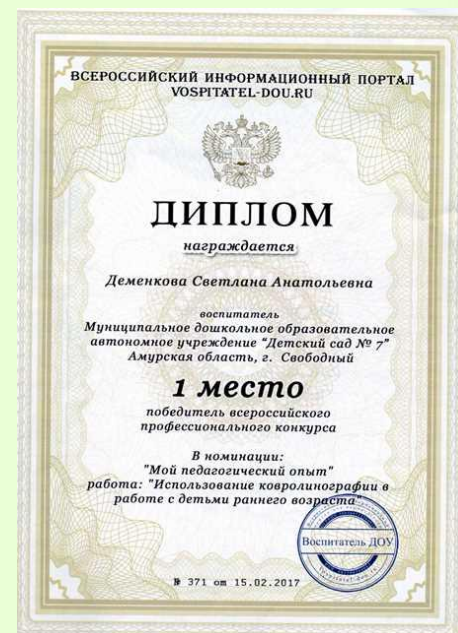 ВСЕРОССИЙСКИЙ ИНФОРМАЦИОННЫЙ ПОРТАЛ
VOSPITATEL-DOU.RU
ДИПЛОМ
награждается
Деменкова Светлана Анатольевна
воспитатель
Муниципальное дошкольное образовательное
автономное учреждение "Детский сад № 7"
Амурская область, г. Свободный
1 место
победитель всероссийского
профессионального конкурса
В номинации:
"Мой педагогический опыт"
работа: "Использование ковролинографии в
работе с детьми раннего возраста"
Воспитатель ДОУ
№ 371 от 15.02.2017